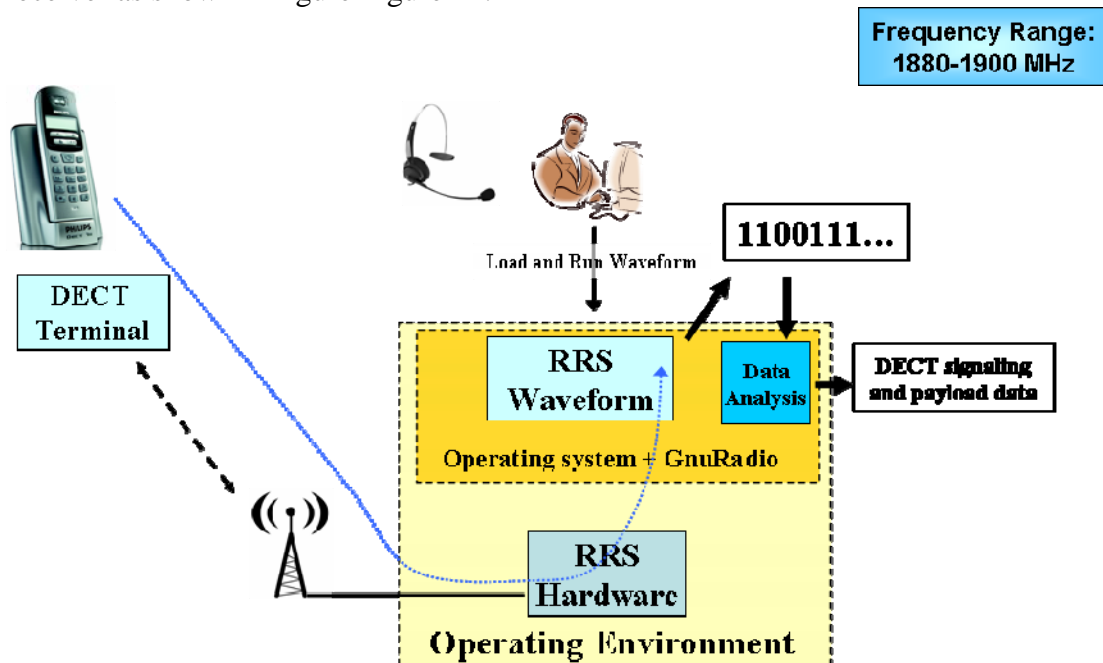 Frequency Range:
1880-1900 MHz
PHILIPS
Load and Run Waveform
1100111...
DECT
Terminal
RRS
Waveform
Data
Analysis
DECT signaling
and payload data
Operating system + GnuRadio
RRS
Hardware
Operating Environment